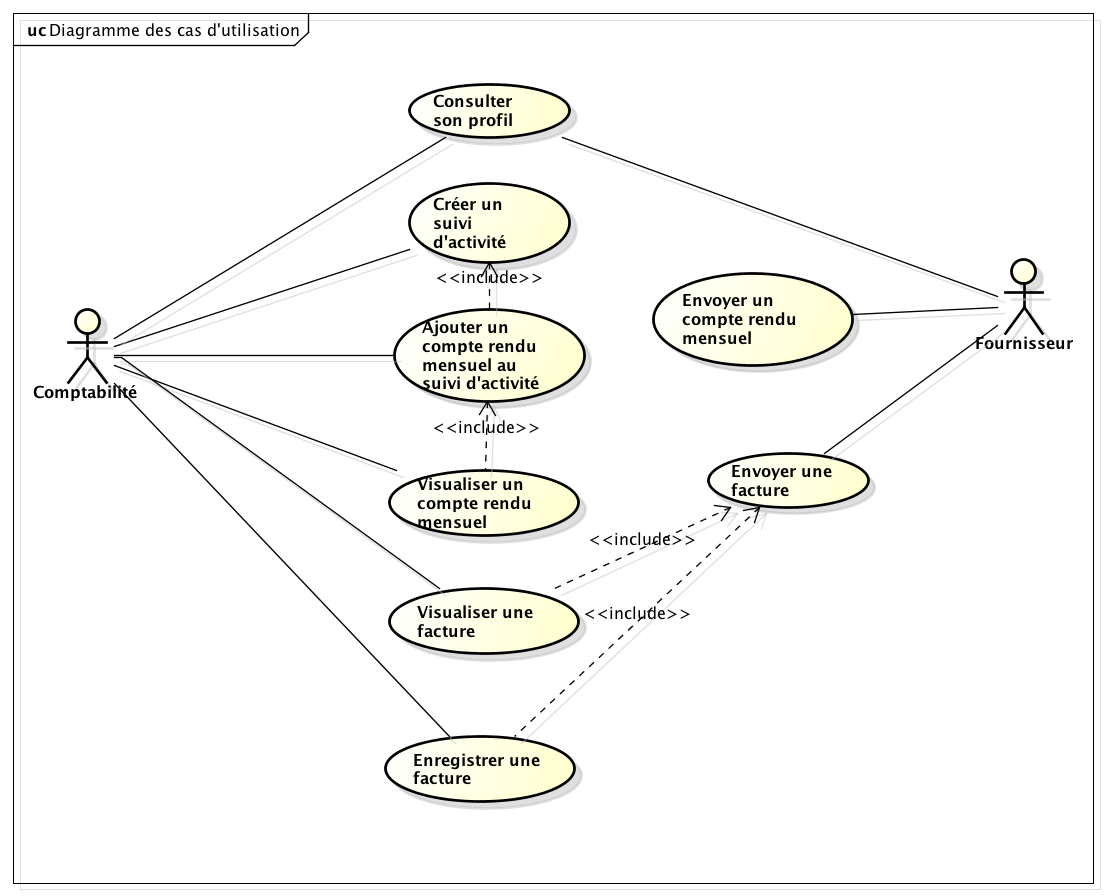 uc Diagramme des cas d'utilisation
Consulter
son profil
Créer un
suivi
d'activité
<<include>>
Ajouter un
compte rendu
mensuel au
suivi d'activité
Envoyer un
compte rendu
mensuel
Fournisseur
Comptabilité
<<include>>
Visualiser un
compte rendu
mensuel
Envoyer une
facture
<<include>>
Visualiser une
facture
<<include>>
Enregistrer une
facture